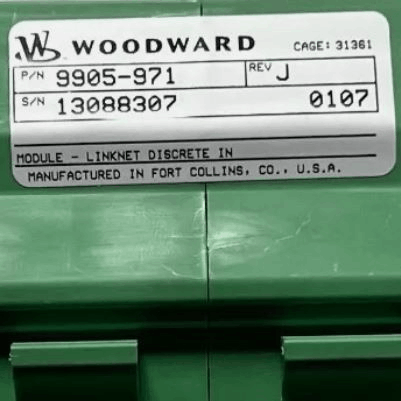 W WOODWARD CAGE: 31361
P/N 9905-971 REV J
S/N 13088307 0107
MODULE - LINKNET DISCRETE IN
MANUFACTURED IN FORT COLLINS, CO., U.S.A.